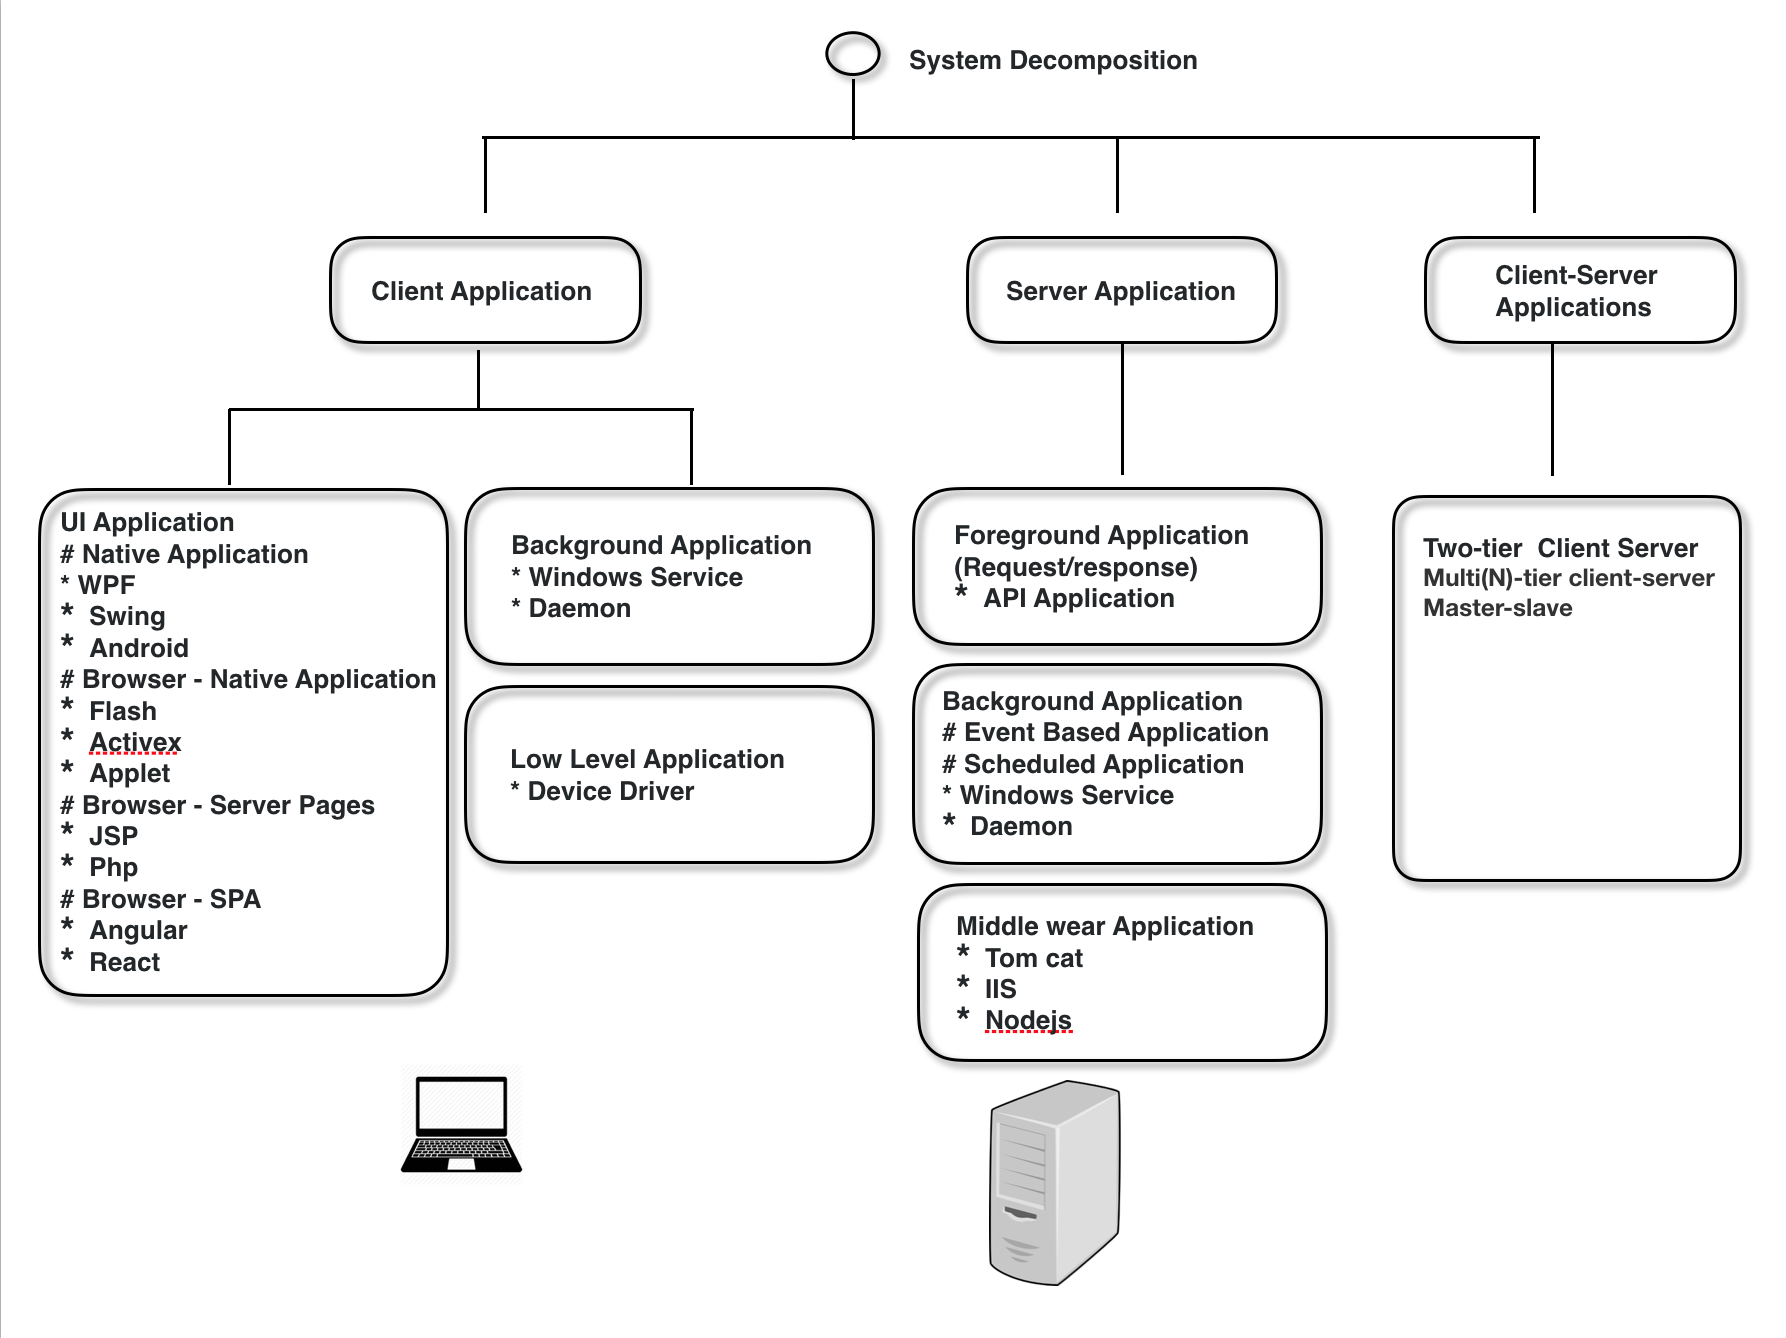 System Decomposition
Client Application
Server Application
Client-Server
Applications
UI Application
# Native Application
* WPF
* Swing
* Android
# Browser - Native Application
* Flash
* Activex
* Applet
# Browser - Server Pages
* JSP
* Php
# Browser - SPA
* Angular
* React
Background Application
* Windows Service
* Daemon
Low Level Application
* Device Driver
Foreground Application
(Request/response)
* API Application
Background Application
# Event Based Application
# Scheduled Application
* Windows Service
* Daemon
Middle wear Application
* Tom cat
* IIS
* Nodejs
Two-tier Client Server
Multi(N)-tier client-server
Master-slave